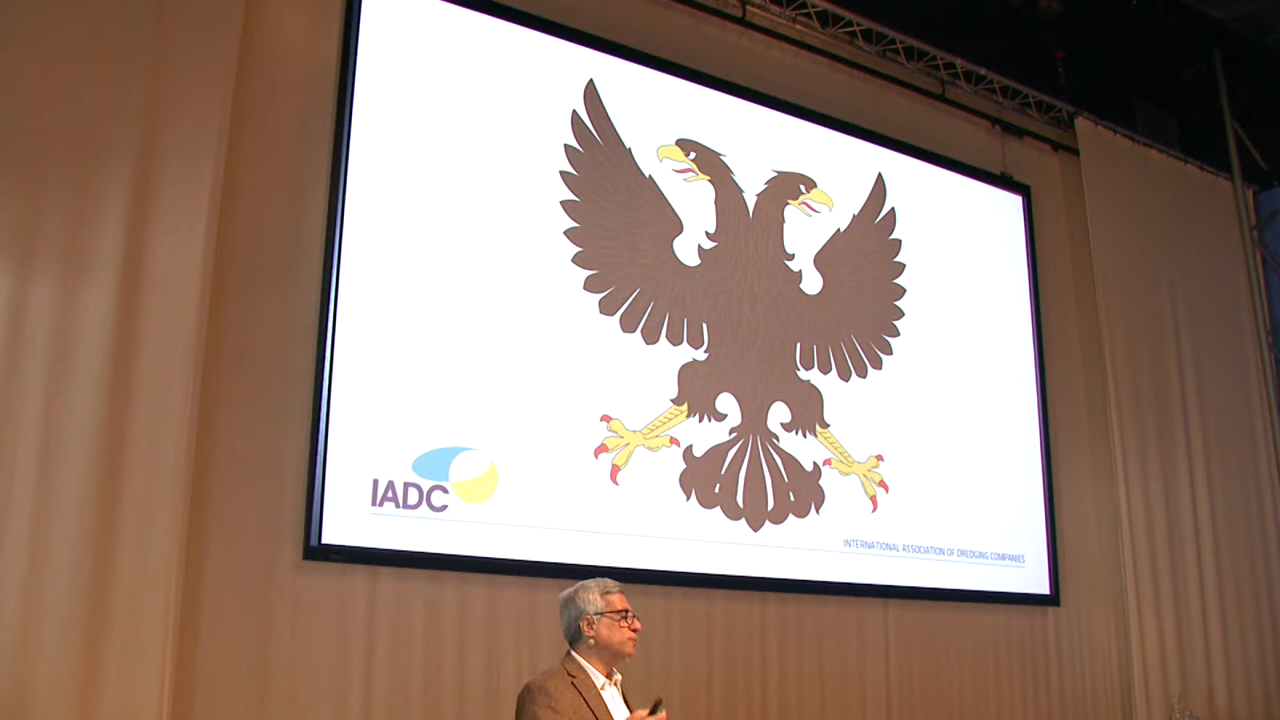 IADC
INTERNATIONAL ASSOCIATION OF DREDGING COMPANIES